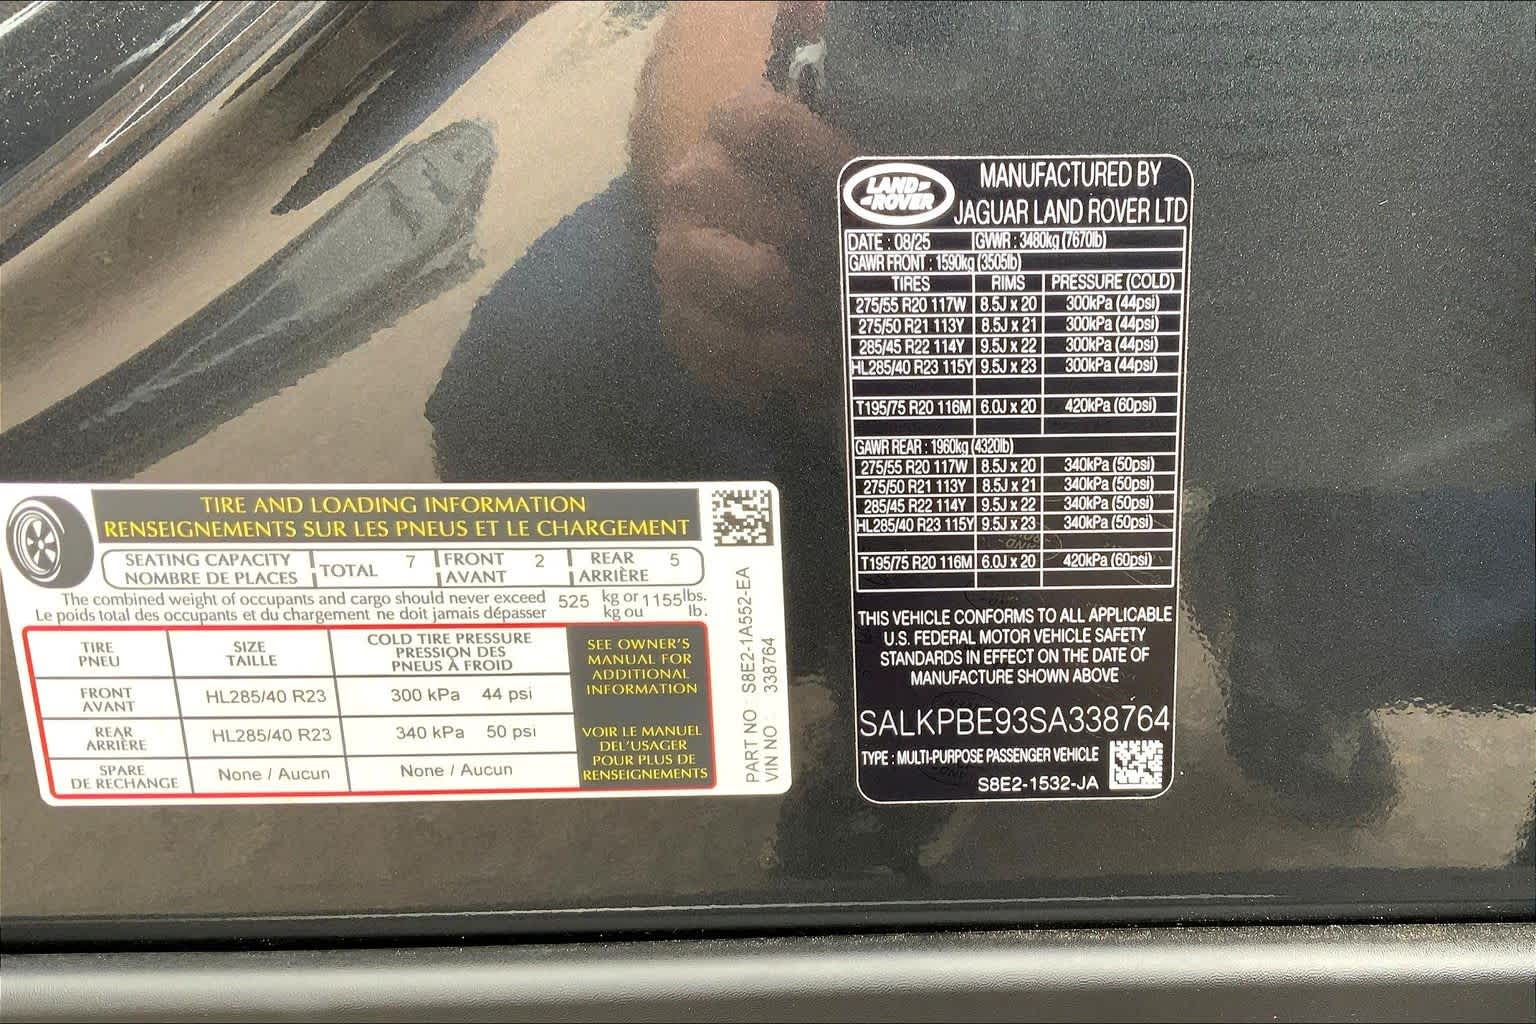 TIRE AND LOADING INFORMATION
RENSEIGNEMENTS SUR LES PNEUS ET LE CHARGEMENT
SEATING CAPACITY
NOMBRE DE PLACES
TOTAL 7
FRONT
AVANT
2
REAR
ARRIÈRE
5
The combined weight of occupants and cargo should never exceed
Le poids total des occupants et du chargement ne doit jamais dépasser
525
kg or
kg ou
1155
lbs.
lb.
TIRE
PNEU
SIZE
TAILLE
COLD TIRE PRESSURE
PRESSION DES
PNEUS À FROID
FRONT
AVANT
HL285/40 R23
300 kPa 44 psi
REAR
ARRIÈRE
HL285/40 R23
340 kPa 50 psi
SPARE
DE RECHANGE
None / Aucun
None / Aucun
SEE OWNER'S
MANUAL FOR
ADDITIONAL
INFORMATION
VOIR LE MANUEL
DEL'USAGER
POUR PLUS DE
RENSEIGNEMENTS
PART NO : S8E2-1A552-EA
VIN NO : 338764
LAND
ROVER
MANUFACTURED BY
JAGUAR LAND ROVER LTD
DATE : 08/25 GVWR : 3480kg (7670lb)
GAWR FRONT : 1590kg (3505lb)
TIRES RIMS PRESSURE (COLD)
275/55 R20 117W 8.5J x 20 300kPa (44psi)
275/50 R21 113Y 8.5J x 21 300kPa (44psi)
285/45 R22 114Y 9.5J x 22 300kPa (44psi)
HL285/40 R23 115Y 9.5J x 23 300kPa (44psi)
T195/75 R20 116M 6.0J x 20 420kPa (60psi)
GAWR REAR : 1960kg (4320lb)
275/55 R20 117W 8.5J x 20 340kPa (50psi)
275/50 R21 113Y 8.5J x 21 340kPa (50psi)
285/45 R22 114Y 9.5J x 22 340kPa (50psi)
HL285/40 R23 115Y 9.5J x 23 340kPa (50psi)
T195/75 R20 116M 6.0J x 20 420kPa (60psi)
THIS VEHICLE CONFORMS TO ALL APPLICABLE
U.S. FEDERAL MOTOR VEHICLE SAFETY
STANDARDS IN EFFECT ON THE DATE OF
MANUFACTURE SHOWN ABOVE
SALKPBE93SA338764
TYPE : MULTI-PURPOSE PASSENGER VEHICLE
S8E2-1532-JA